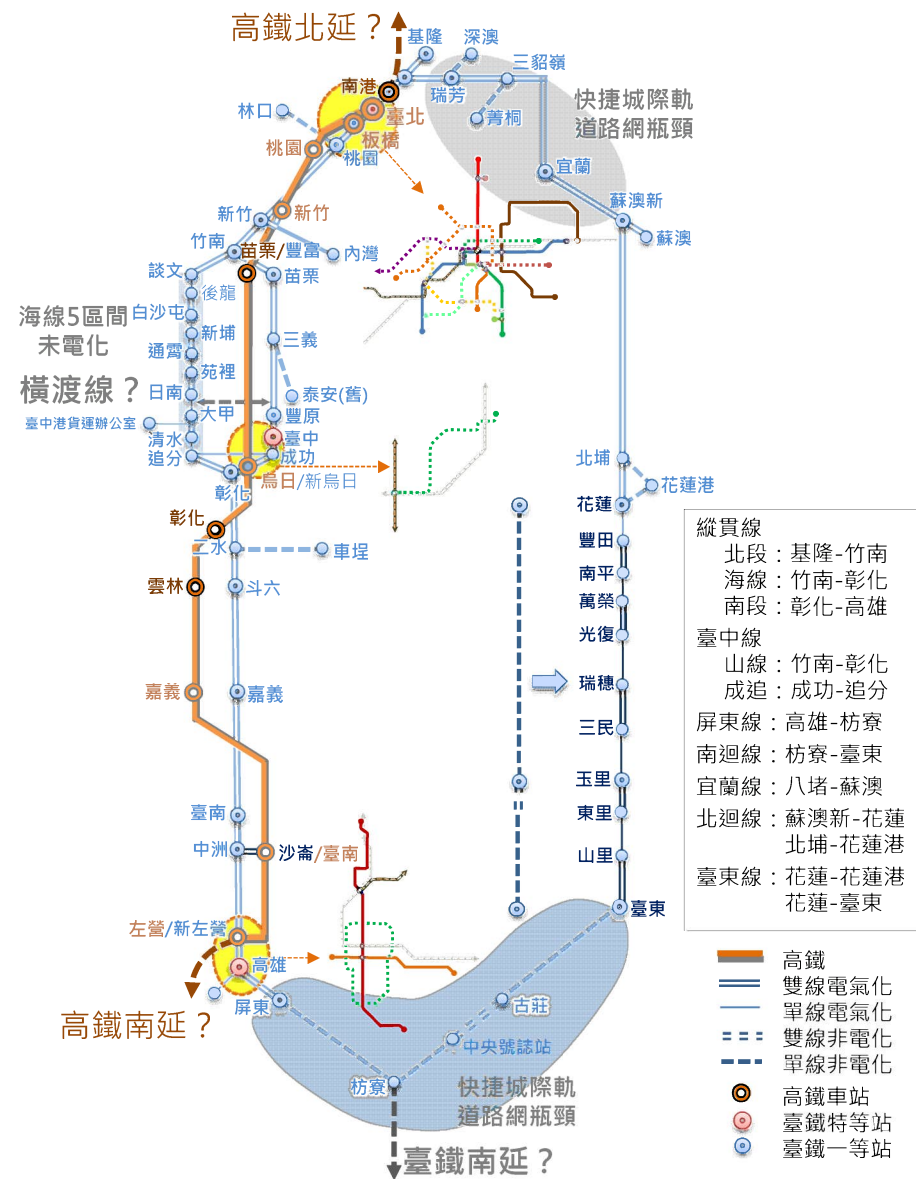 高鐵北延？
基隆
深澳
三貂嶺
南港
瑞芳
林口
臺北
菁桐
快捷城際軌
道路網瓶頸
板橋
桃園
桃園
宜蘭
新竹
新竹
蘇澳新
竹南
蘇澳
苗栗/豐富
內灣
談文
苗栗
後龍
白沙屯
海線5區間
未電化
新埔
三義
通霄
苑裡
橫渡線？
日南
泰安(舊)
大甲
豐原
臺中港貨運辦公室
清水
臺中
追分
成功
北埔
烏日/新烏日
花蓮港
彰化
花蓮
彰化
二水
車埕
豐田
南平
雲林
斗六
萬榮
光復
嘉義
嘉義
瑞穗
三民
玉里
臺南
東里
中洲
沙崙/臺南
山里
臺東
左營/新左營
高雄
屏東
古莊
高鐵南延？
中央號誌站
枋寮
快捷城際軌
道路網瓶頸
臺鐵南延？
縱貫線
北段：基隆-竹南
海線：竹南-彰化
南段：彰化-高雄
臺中線
山線：竹南-彰化
成追：成功-追分
屏東線：高雄-枋寮
南迴線：枋寮-臺東
宜蘭線：八堵-蘇澳
北迴線：蘇澳新-花蓮
北埔-花蓮港
臺東線：花蓮-花蓮港
花蓮-臺東
高鐵
雙線電氣化
單線電氣化
雙線非電化
單線非電化
高鐵車站
臺鐵特等站
臺鐵一等站